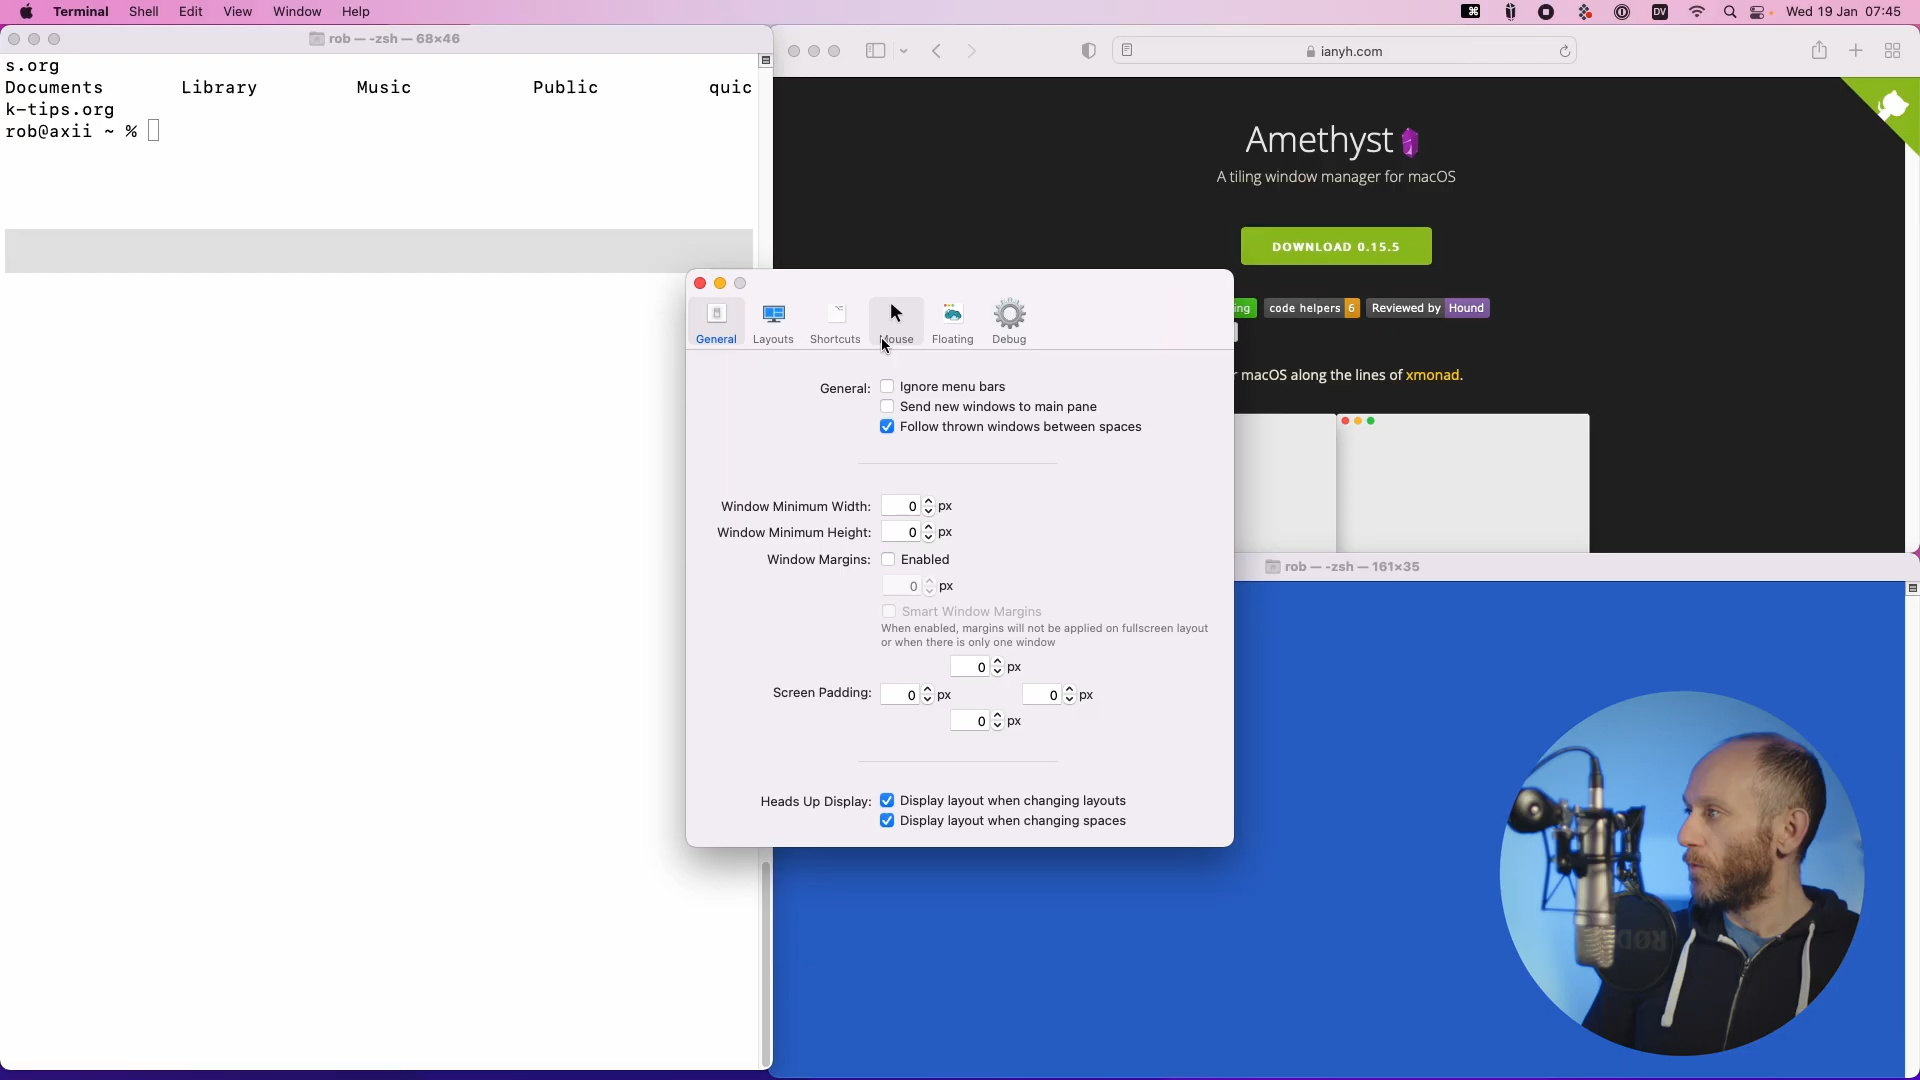 Terminal Shell Edit View Window Help
DV
Wed 19 Jan 07:45
rob — -zsh — 68×46
s.org
Documents Library Music Public quic
k-tips.org
rob@axii ~ %
ianyh.com
Amethyst
A tiling window manager for macOS
DOWNLOAD 0.15.5
ing code helpers 6 Reviewed by Hound
r macOS along the lines of xmonad.
General Layouts Shortcuts Mouse Floating Debug
General: Ignore menu bars
Send new windows to main pane
Follow thrown windows between spaces
Window Minimum Width: 0 px
Window Minimum Height: 0 px
Window Margins: Enabled
0 px
Smart Window Margins
When enabled, margins will not be applied on fullscreen layout
or when there is only one window
0 px
Screen Padding: 0 px 0 px
0 px
Heads Up Display: Display layout when changing layouts
Display layout when changing spaces
rob — -zsh — 161×35
RØDE